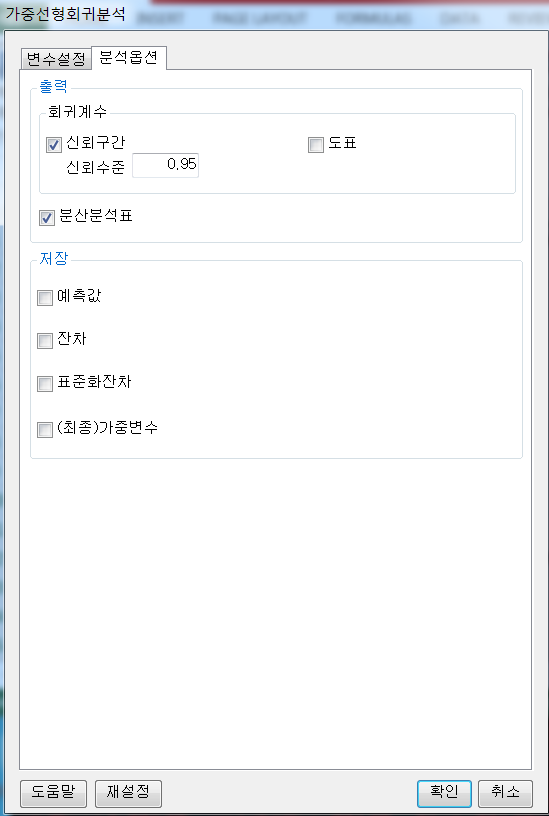 가중선형회귀분석
INSERT PAGE LAYOUT FORMULAS DATA
변수설정 분석옵션
출력
회귀계수
신뢰구간 도표
신뢰수준 0.95
분산분석표
저장
예측값
잔차
표준화잔차
(최종)가중변수
도움말 재설정 확인 취소